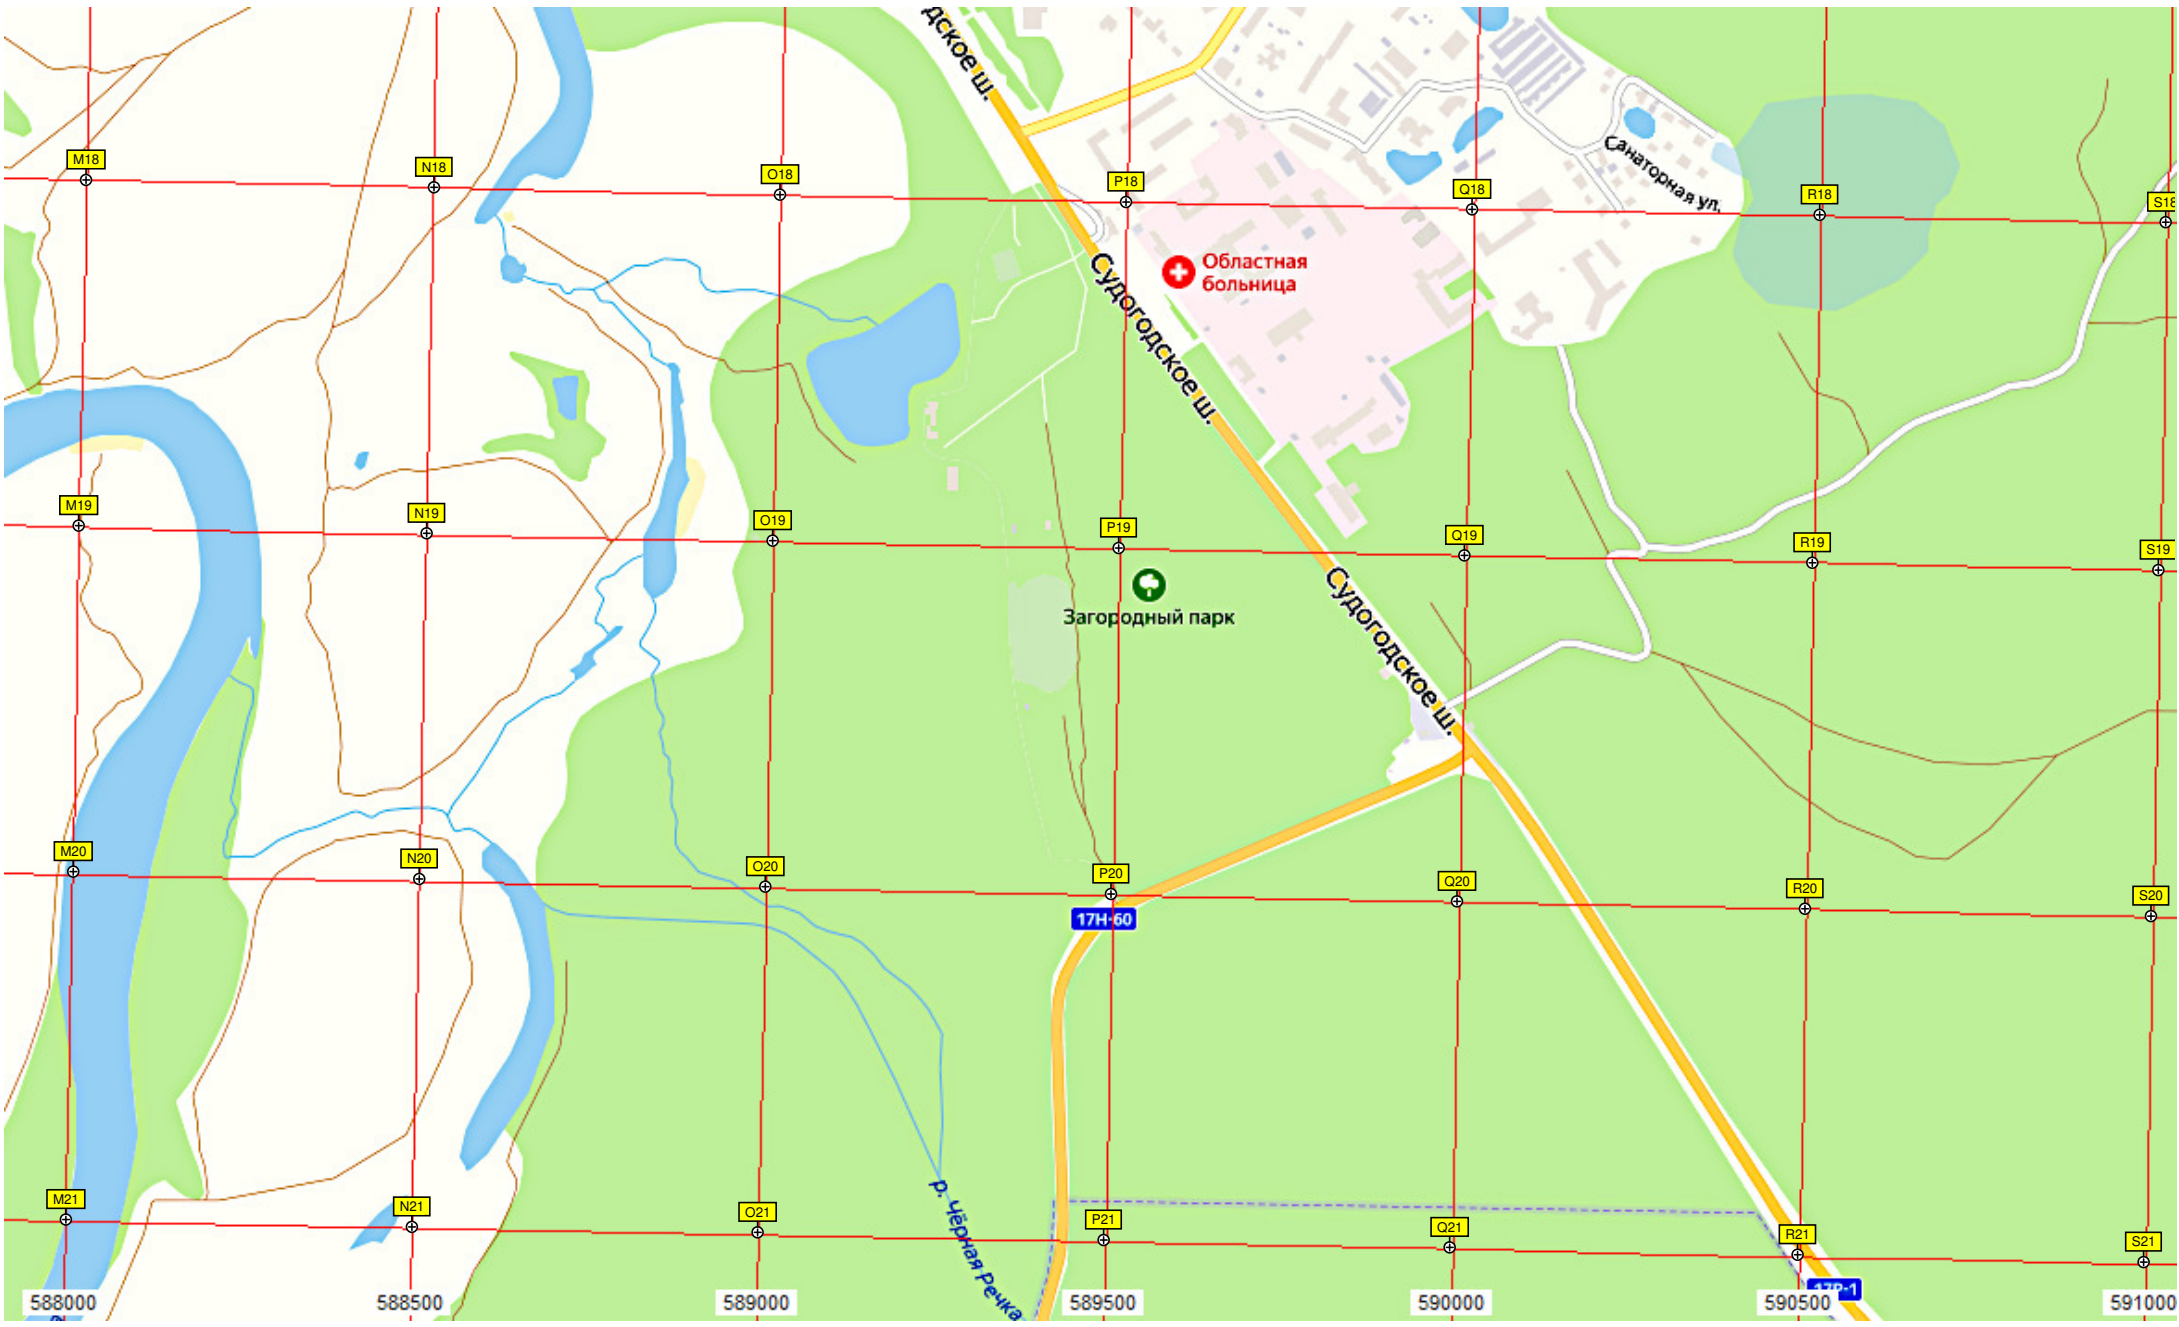 дское ш.
M18
N18
O18
P18
Q18
R18
S18
Санаторная ул.
Областная
больница
Судогодское ш.
M19
N19
O19
P19
Q19
R19
S19
Загородный парк
Судогодское ш.
M20
N20
O20
P20
Q20
R20
S20
17Н-60
M21
N21
O21
P21
Q21
R21
S21
р. Чёрная Речка
17Р-1
588000
588500
589000
589500
590000
590500
591000